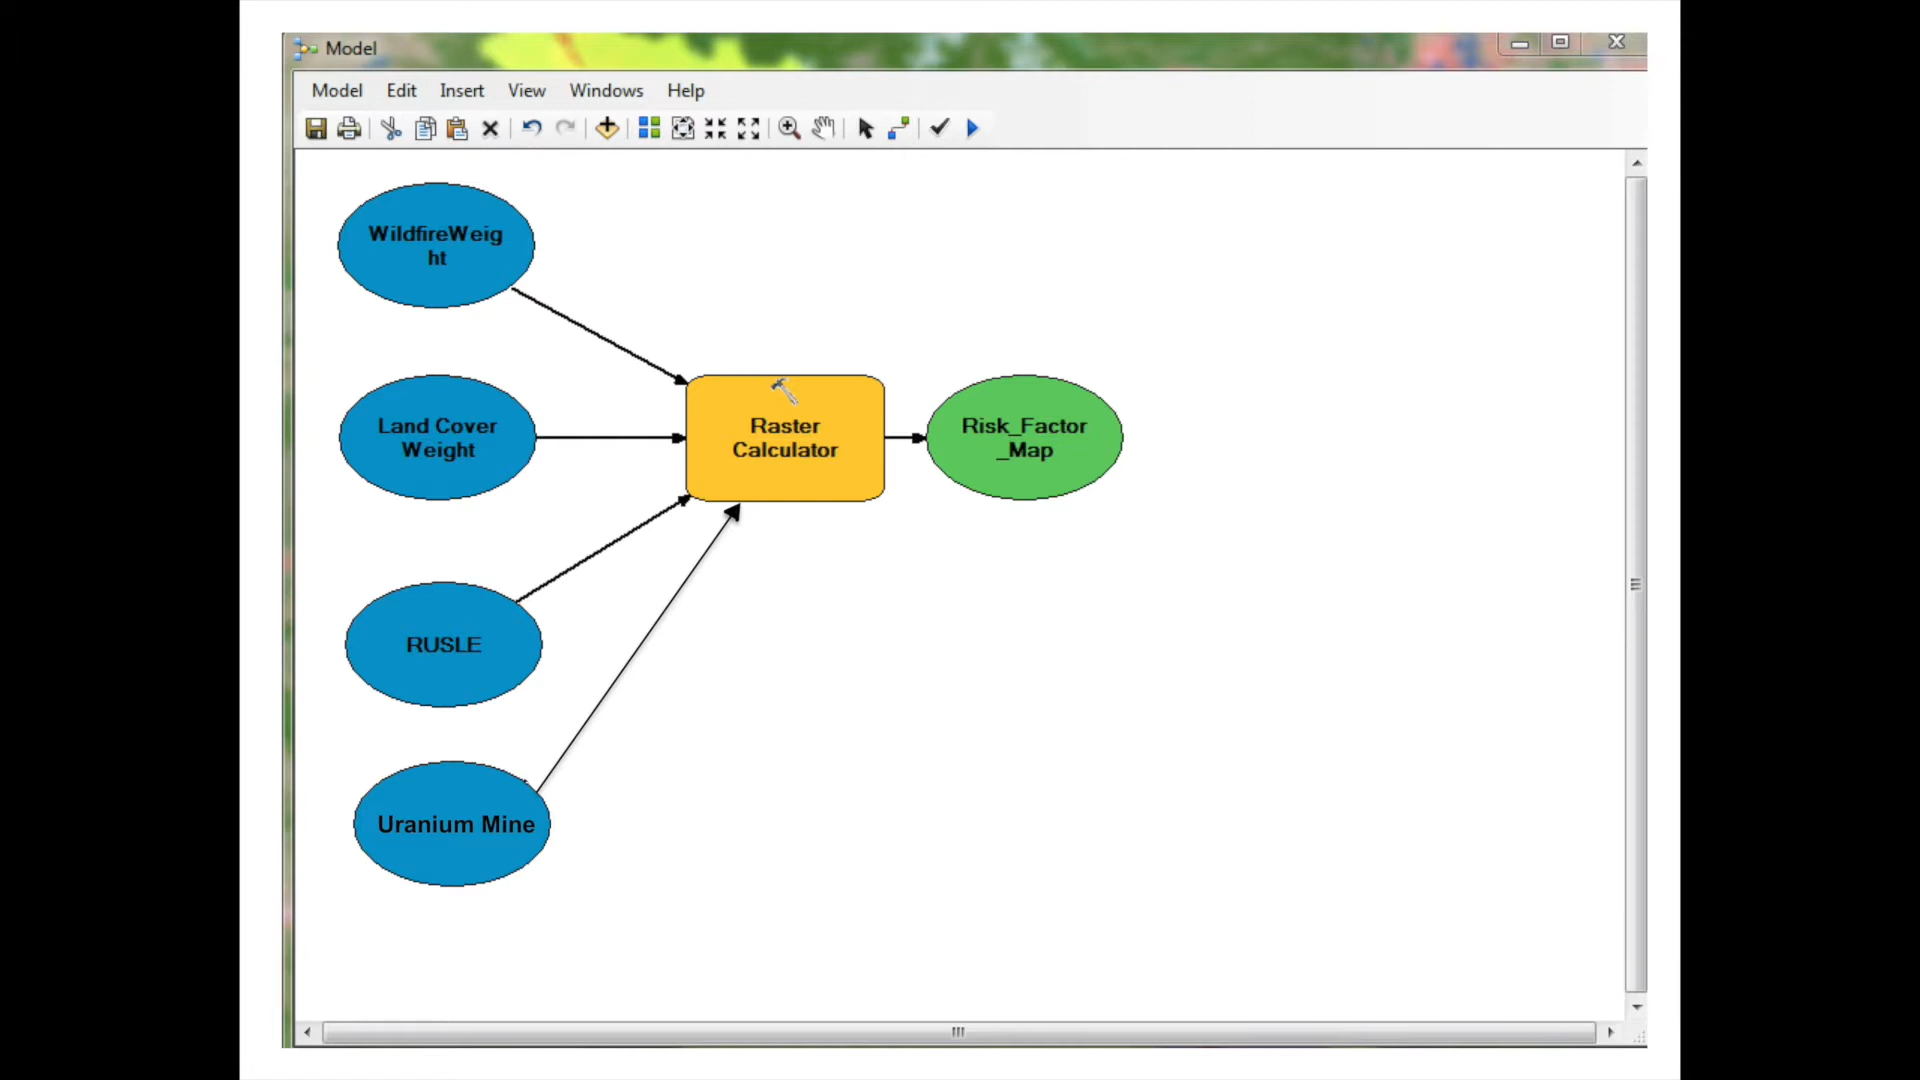 Model
Model Edit Insert View Windows Help
WildfireWeig
ht
Land Cover
Weight
Raster
Calculator
Risk_Factor
_Map
RUSLE
Uranium Mine